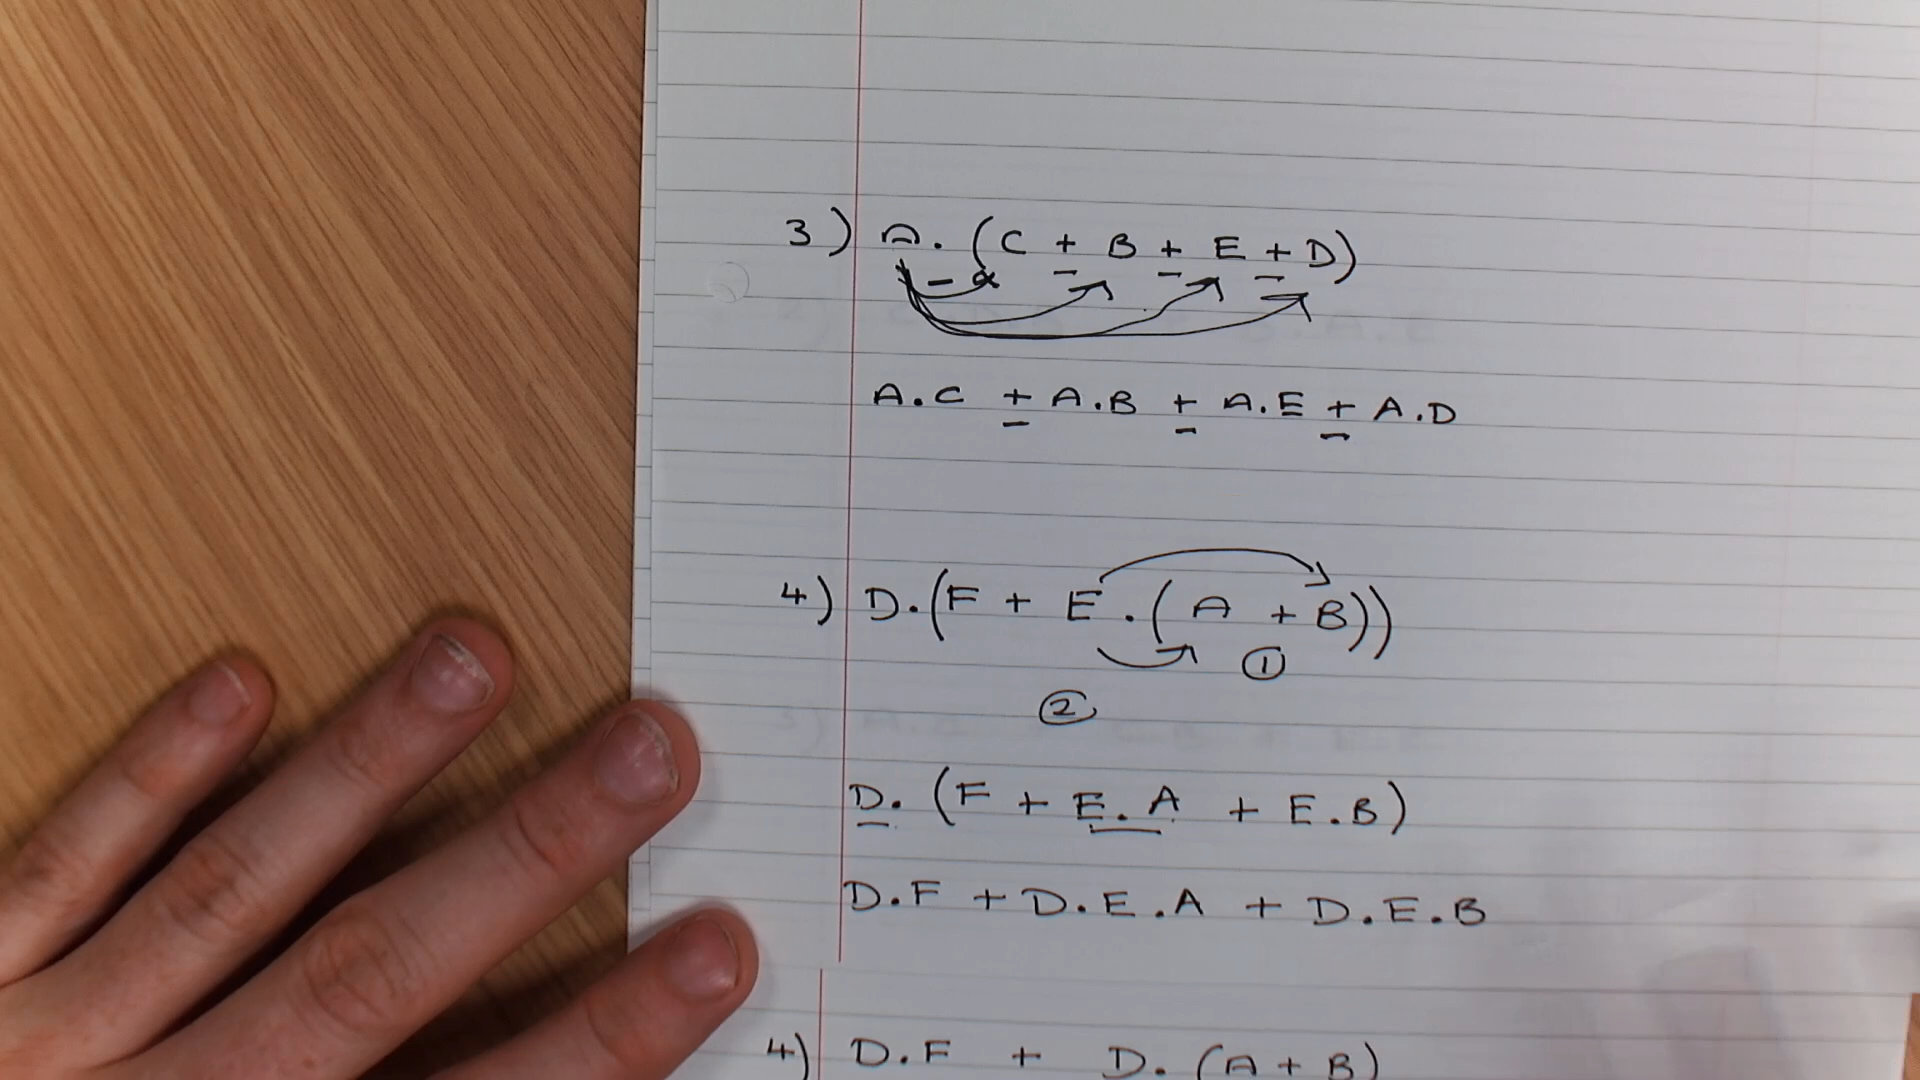 3) A. (C + B + E + D)
A.C + A.B + A.E + A.D
4) D.(F + E.(A + B))
①
②
D. (F + E.A + E.B)
D.F + D.E.A + D.E.B
4) D.F + D. (A + B)